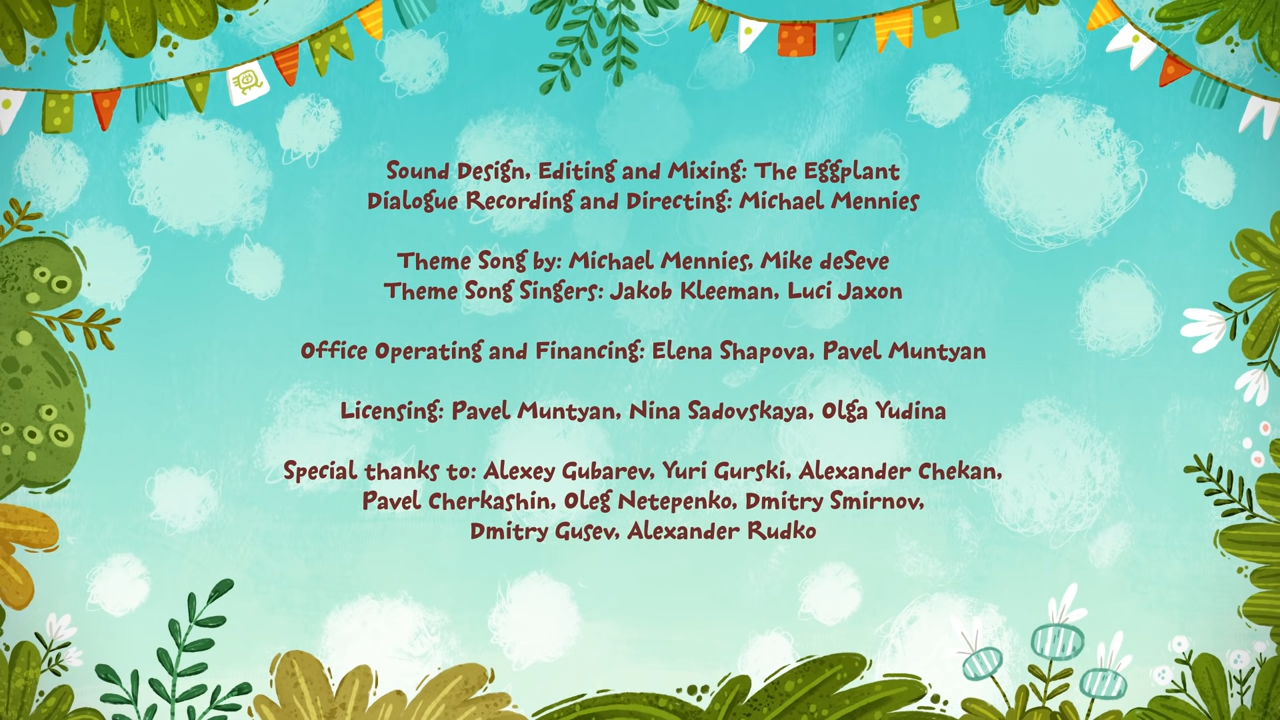 Sound Design, Editing and Mixing: The Eggplant
Dialogue Recording and Directing: Michael Mennies
Theme Song by: Michael Mennies, Mike deSeve
Theme Song Singers: Jakob Kleeman, Luci Jaxon
Office Operating and Financing: Elena Shapova, Pavel Muntyan
Licensing: Pavel Muntyan, Nina Sadovskaya, Olga Yudina
Special thanks to: Alexey Gubarev, Yuri Gurski, Alexander Chekan,
Pavel Cherkashin, Oleg Netepenko, Dmitry Smirnov,
Dmitry Gusev, Alexander Rudko